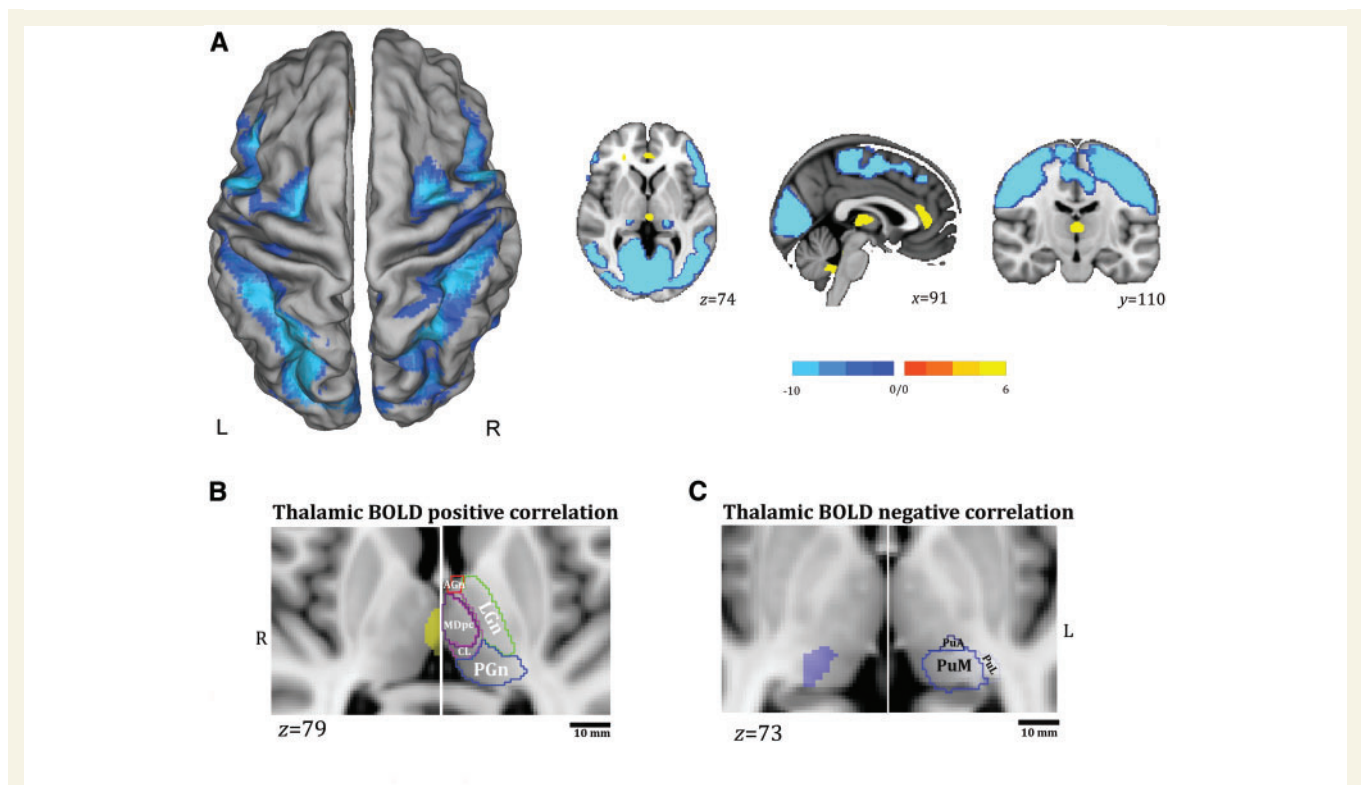 A
z=74
x=91
y=110
-10 0/0 6
L R
B
Thalamic BOLD positive correlation
R
AGn
LGn
MDpc
CL
PGn
z=79
10 mm
C
Thalamic BOLD negative correlation
L
PuA
PuM
PuL
z=73
10 mm